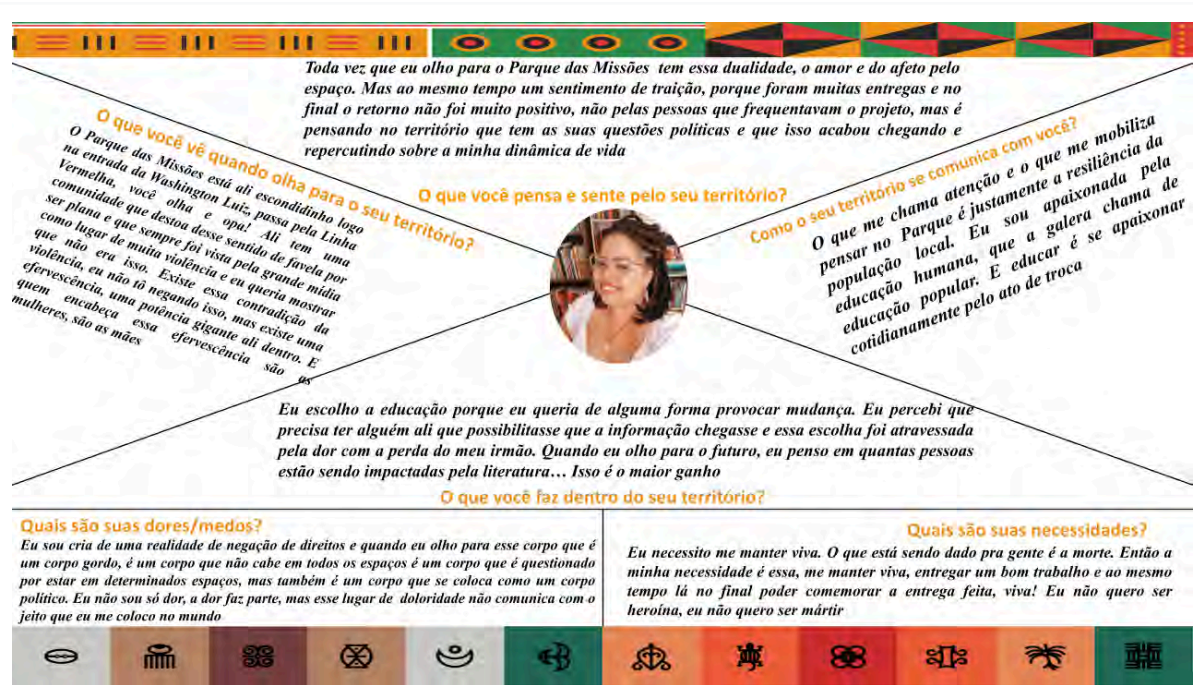 Toda vez que eu olho para o Parque das Missões tem essa dualidade, o amor e do afeto pelo
espaço. Mas ao mesmo tempo um sentimento de traição, porque foram muitas entregas e no
final o retorno não foi muito positivo, não pelas pessoas que frequentavam o projeto, mas é
pensando no território que tem as suas questões políticas e que isso acabou chegando e
repercutindo sobre a minha dinâmica de vida
O que você pensa e sente pelo seu território?
O que você vê quando olha para o seu território?
O Parque das Missões está ali escondidinho logo
na entrada da Washington Luiz, passa pela Linha
Vermelha, você olha e opa! Ali tem uma
comunidade que destoa desse sentido de favela por
ser plana e que sempre foi vista pela grande mídia
como lugar de muita violência e eu queria mostrar
que não era isso. Existe essa contradição da
violência, eu não tô negando isso, mas existe uma
efervescência, uma potência gigante ali dentro. E
quem encabeça essa efervescência são as
mulheres, são as mães
Como o seu território se comunica com você?
O que me chama atenção e o que me mobiliza
pensar no Parque é justamente a resiliência da
população local. Eu sou apaixonada pela
educação humana, que a galera chama de
educação popular. E educar é se apaixonar
cotidianamente pelo ato de troca
Eu escolho a educação porque eu queria de alguma forma provocar mudança. Eu percebi que
precisa ter alguém ali que possibilitasse que a informação chegasse e essa escolha foi atravessada
pela dor com a perda do meu irmão. Quando eu olho para o futuro, eu penso em quantas pessoas
estão sendo impactadas pela literatura… Isso é o maior ganho
O que você faz dentro do seu território?
Quais são suas dores/medos?
Eu sou cria de uma realidade de negação de direitos e quando eu olho para esse corpo que é
um corpo gordo, é um corpo que não cabe em todos os espaços é um corpo que é questionado
por estar em determinados espaços, mas também é um corpo que se coloca como um corpo
político. Eu não sou só dor, a dor faz parte, mas esse lugar de doloridade não comunica com o
jeito que eu me coloco no mundo
Quais são suas necessidades?
Eu necessito me manter viva. O que está sendo dado pra gente é a morte. Então a
minha necessidade é essa, me manter viva, entregar um bom trabalho e ao mesmo
tempo lá no final poder comemorar a entrega feita, viva! Eu não quero ser
heroína, eu não quero ser mártir